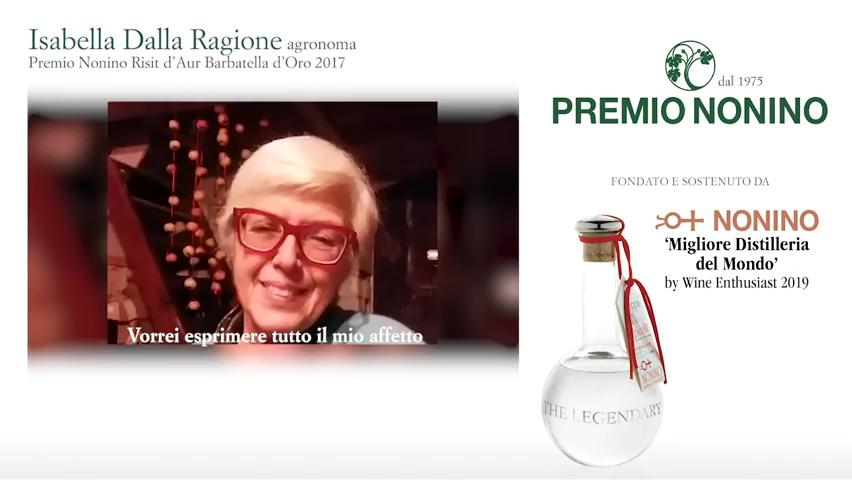 Isabella Dalla Ragione agronoma
Premio Nonino Risit d'Aur Barbatella d'Oro 2017
Vorrei esprimere tutto il mio affetto
dal 1975
PREMIO NONINO
FONDATO E SOSTENUTO DA
NONINO
'Migliore Distilleria
del Mondo'
by Wine Enthusiast 2019
NONINO
THE LEGENDARY